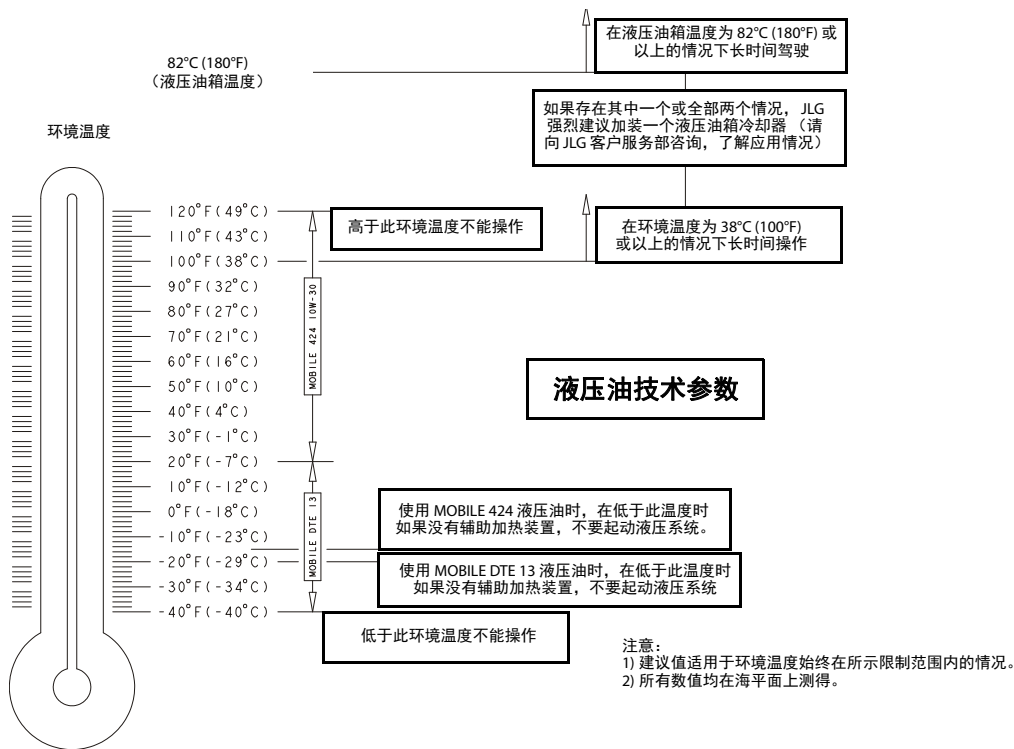 82°C (180°F)
（液压油箱温度）
在液压油箱温度为 82°C (180°F) 或
以上的情况下长时间驾驶
如果存在其中一个或全部两个情况，JLG
强烈建议加装一个液压油箱冷却器 （请
向 JLG 客户服务部咨询，了解应用情况）
环境温度
120°F(49°C)
110°F(43°C)
100°F(38°C)
90°F(32°C)
80°F(27°C)
70°F(21°C)
60°F(16°C)
50°F(10°C)
40°F(4°C)
30°F(-1°C)
20°F(-7°C)
10°F(-12°C)
0°F(-18°C)
-10°F(-23°C)
-20°F(-29°C)
-30°F(-34°C)
-40°F(-40°C)
MOBILE 424 10W-30
MOBILE DTE 13
高于此环境温度不能操作
在环境温度为 38°C (100°F)
或以上的情况下长时间操作
液压油技术参数
使用 MOBILE 424 液压油时，在低于此温度时
如果没有辅助加热装置，不要起动液压系统。
使用 MOBILE DTE 13 液压油时，在低于此温度时
如果没有辅助加热装置，不要起动液压系统
低于此环境温度不能操作
注意：
1) 建议值适用于环境温度始终在所示限制范围内的情况。
2) 所有数值均在海平面上测得。